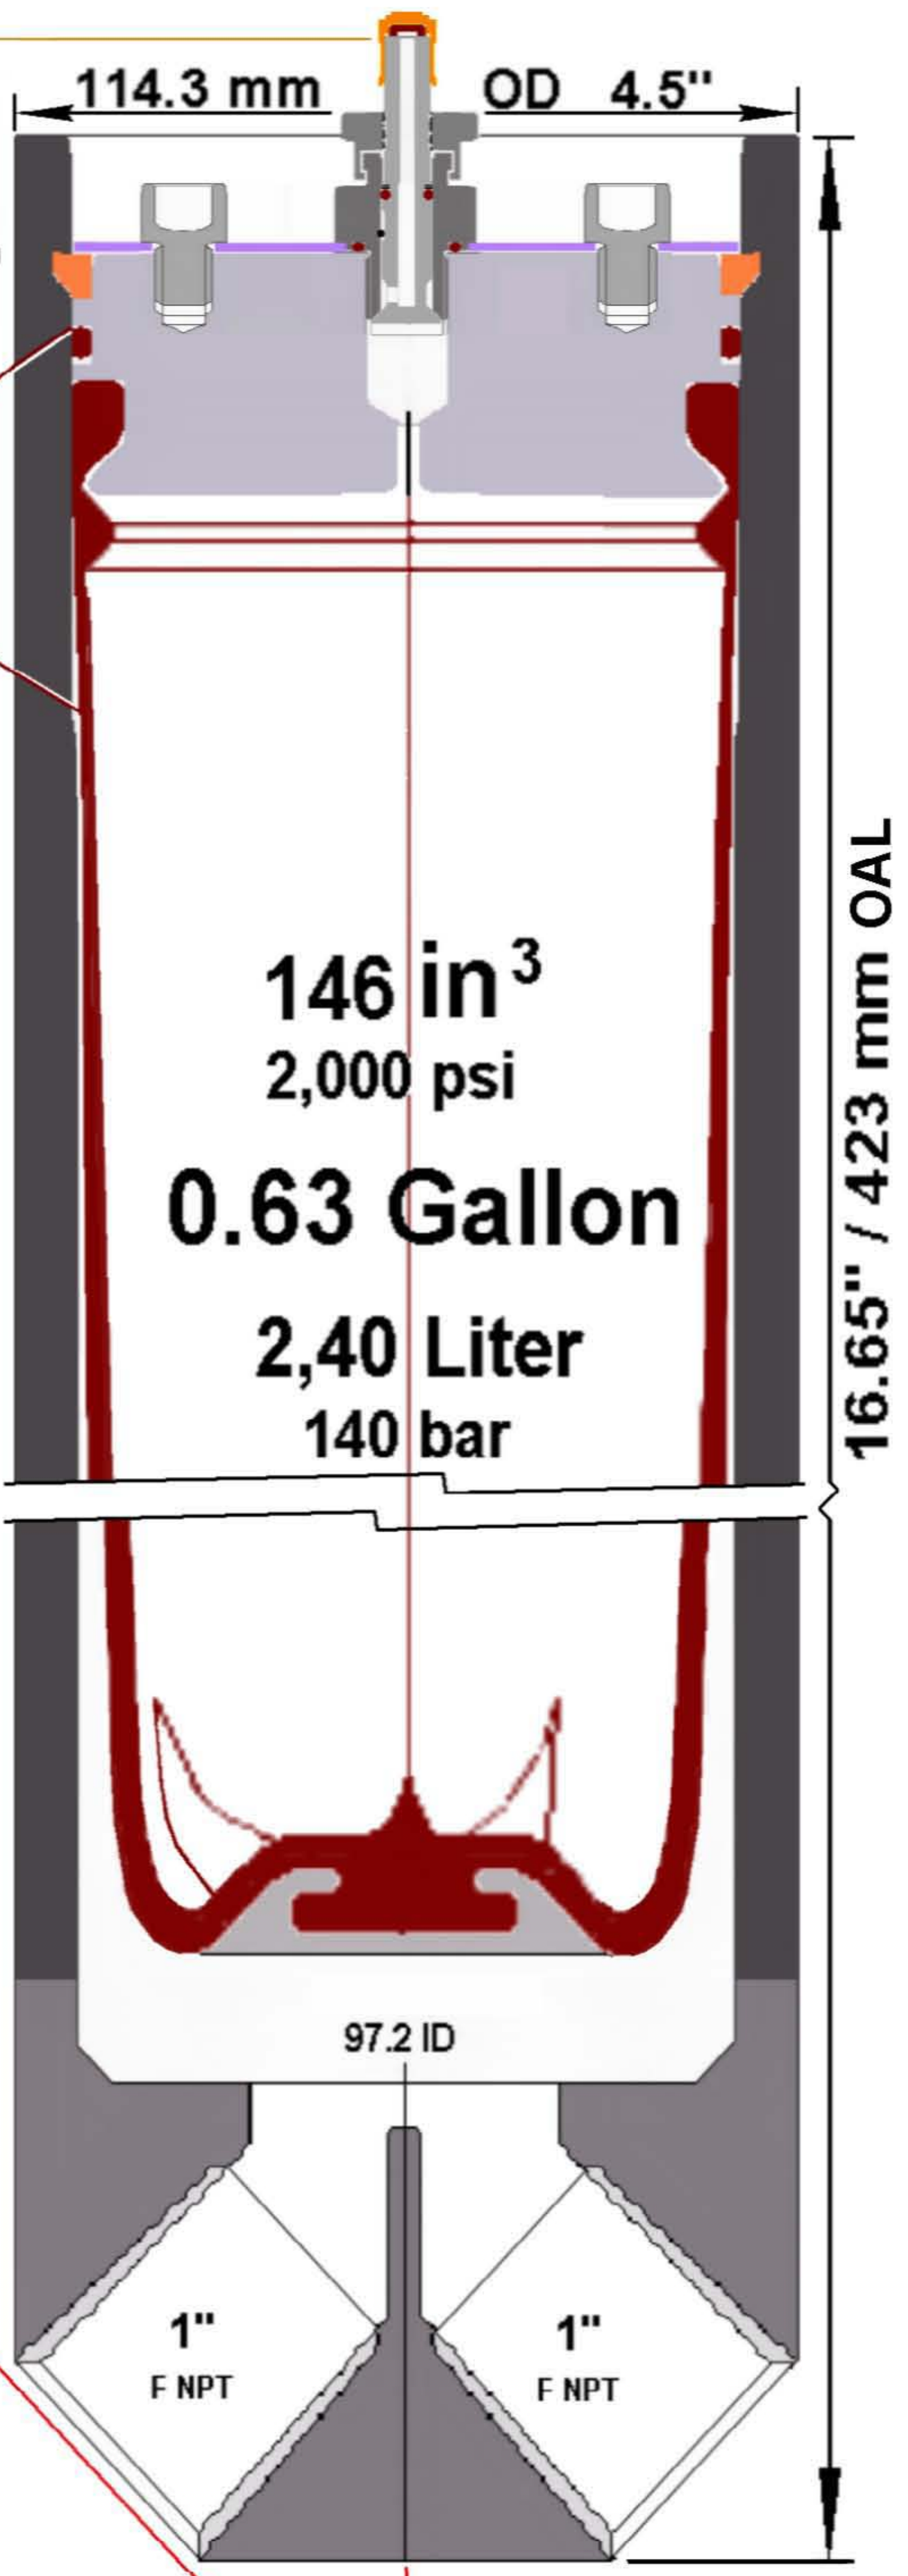 114.3 mm OD 4.5"
146 in³
2,000 psi
0.63 Gallon
2,40 Liter
140 bar
16.65" / 423 mm OAL
97.2 ID
1"
F NPT
1"
F NPT